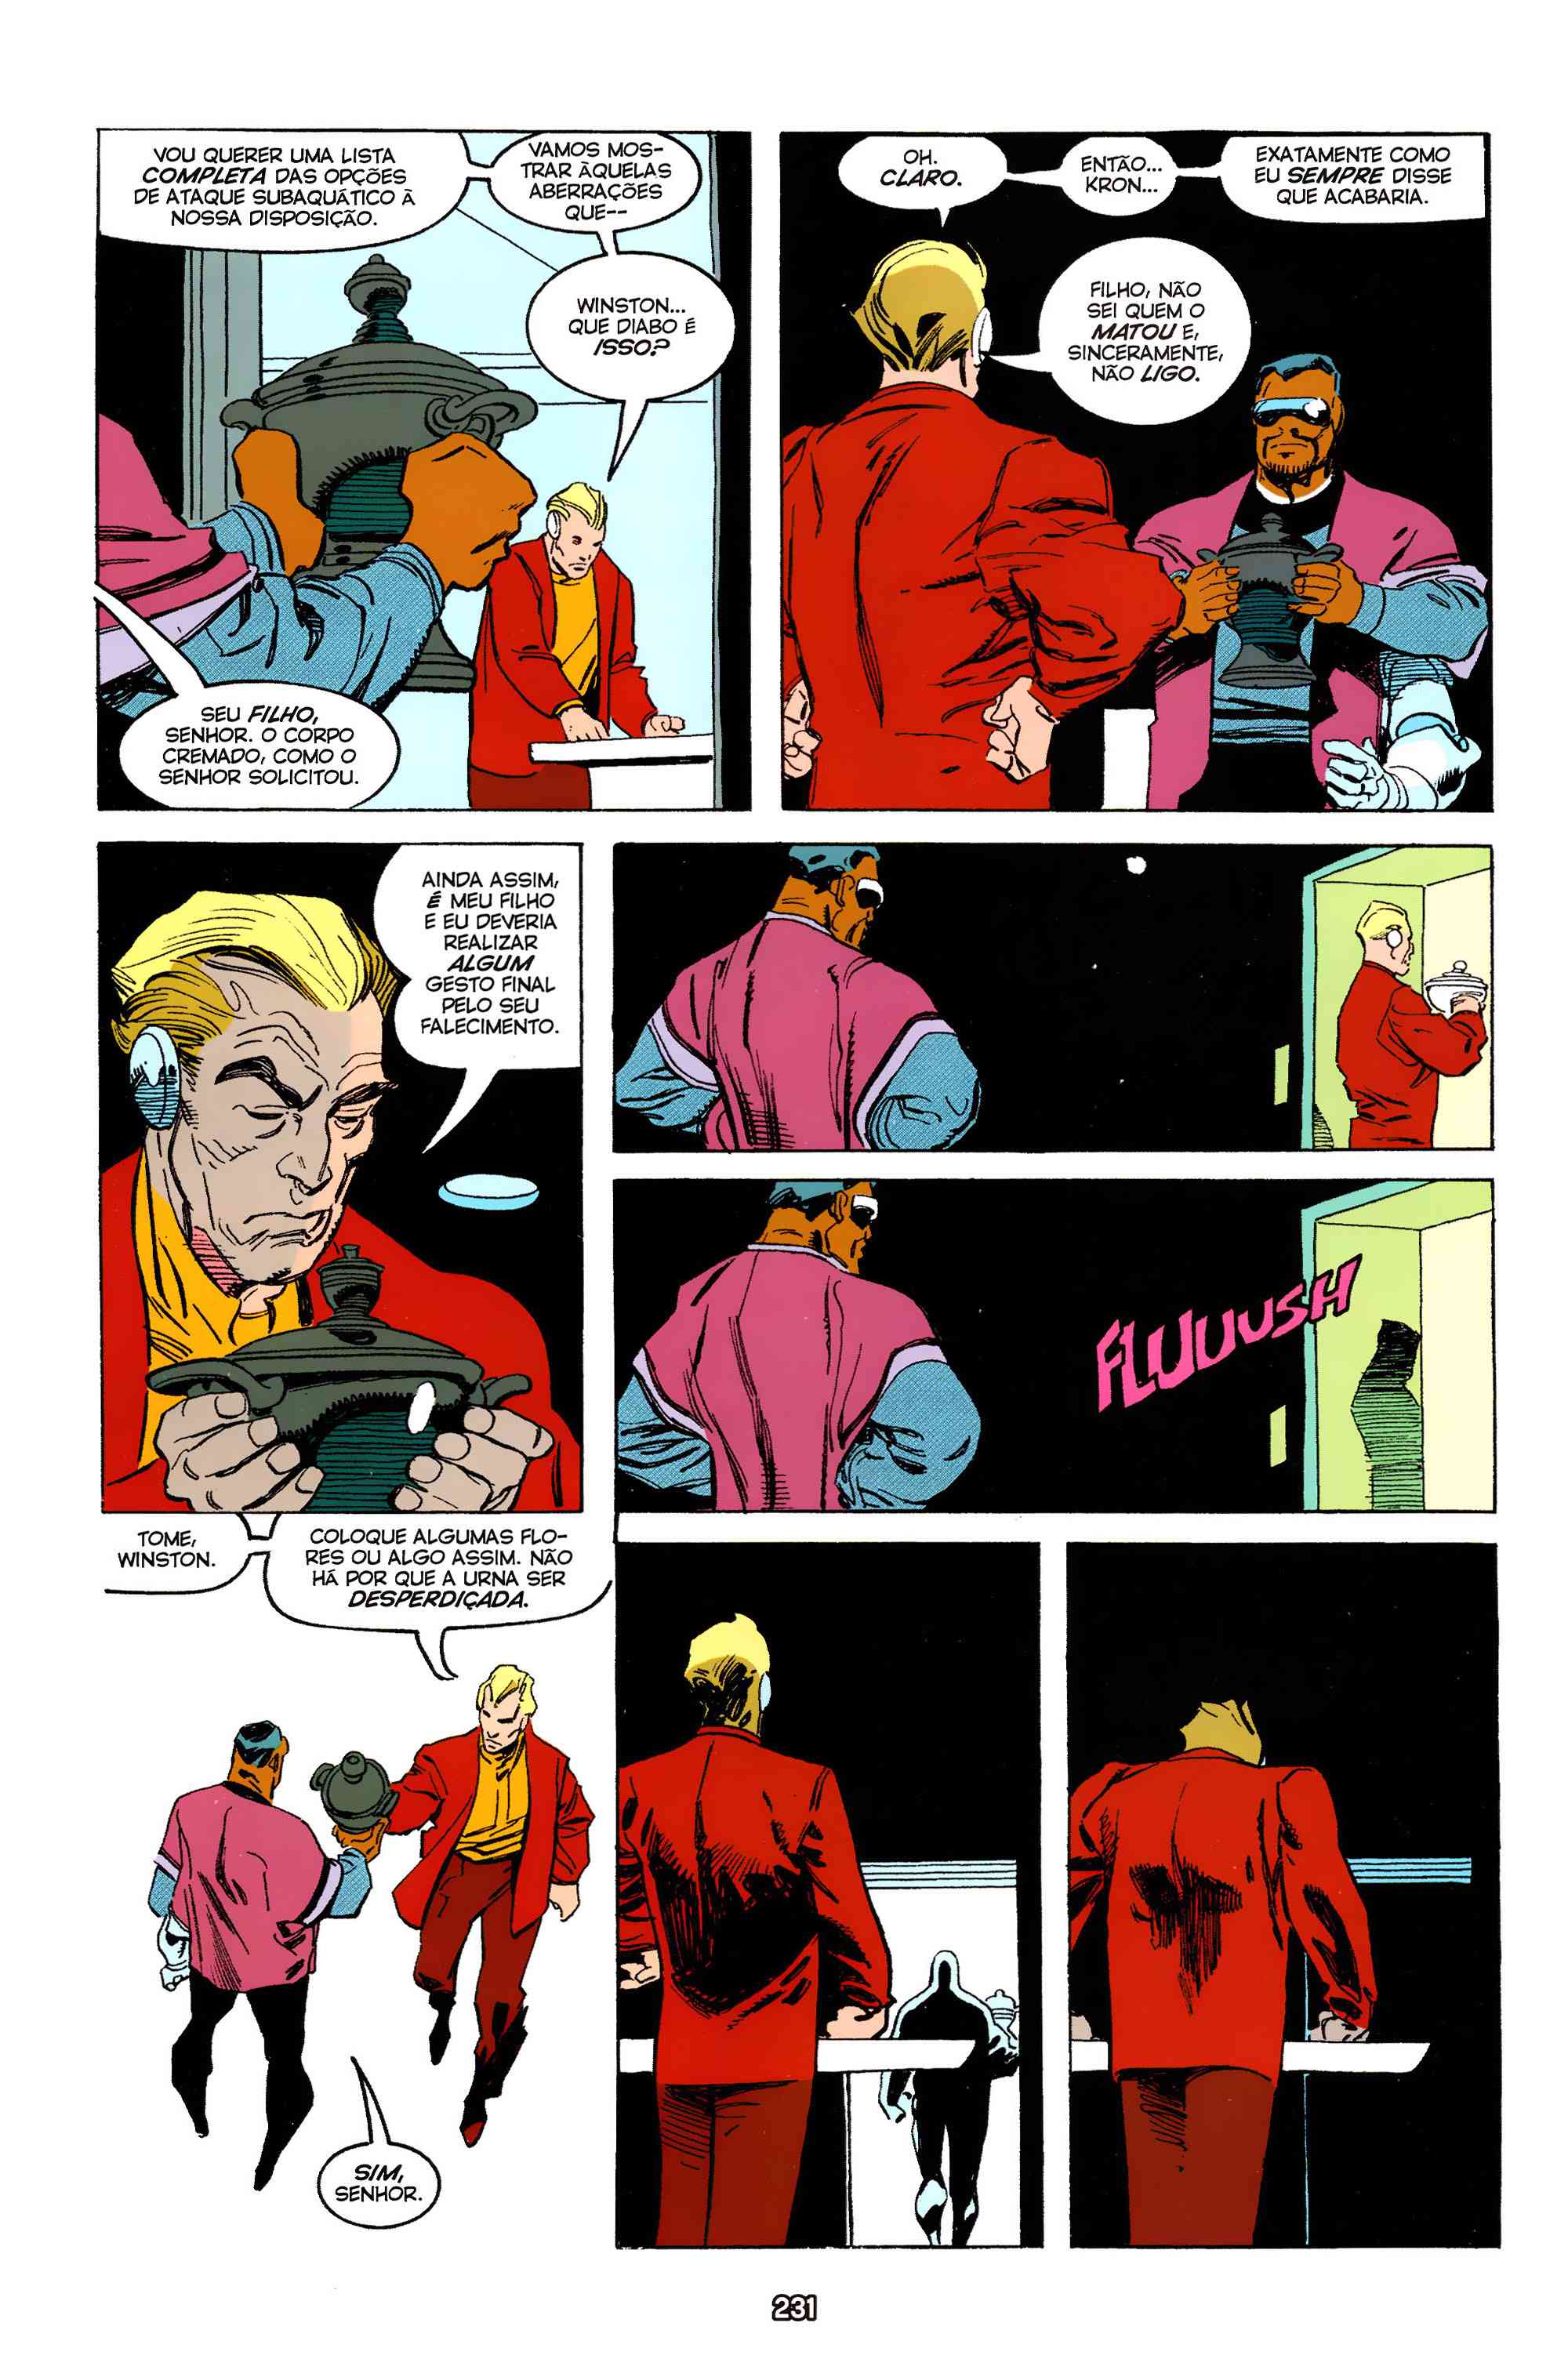 VOU QUERER UMA LISTA
COMPLETA DAS OPÇÕES
DE ATAQUE SUBAQUÁTICO À
NOSSA DISPOSIÇÃO.
VAMOS MOS-
TRAR ÀQUELAS
ABERRAÇÕES
QUE--
WINSTON...
QUE DIABO É
ISSO?
SEU FILHO,
SENHOR. O CORPO
CREMADO, COMO O
SENHOR SOLICITOU.
OH.
CLARO.
ENTÃO...
KRON...
EXATAMENTE COMO
EU SEMPRE DISSE
QUE ACABARIA.
FILHO, NÃO
SEI QUEM O
MATOU E,
SINCERAMENTE,
NÃO LIGO.
AINDA ASSIM,
É MEU FILHO
E EU DEVERIA
REALIZAR
ALGUM
GESTO FINAL
PELO SEU
FALECIMENTO.
FLUUUSH
TOME,
WINSTON.
COLOQUE ALGUMAS FLO-
RES OU ALGO ASSIM. NÃO
HÁ POR QUE A URNA SER
DESPERDIÇADA.
SIM,
SENHOR.
231